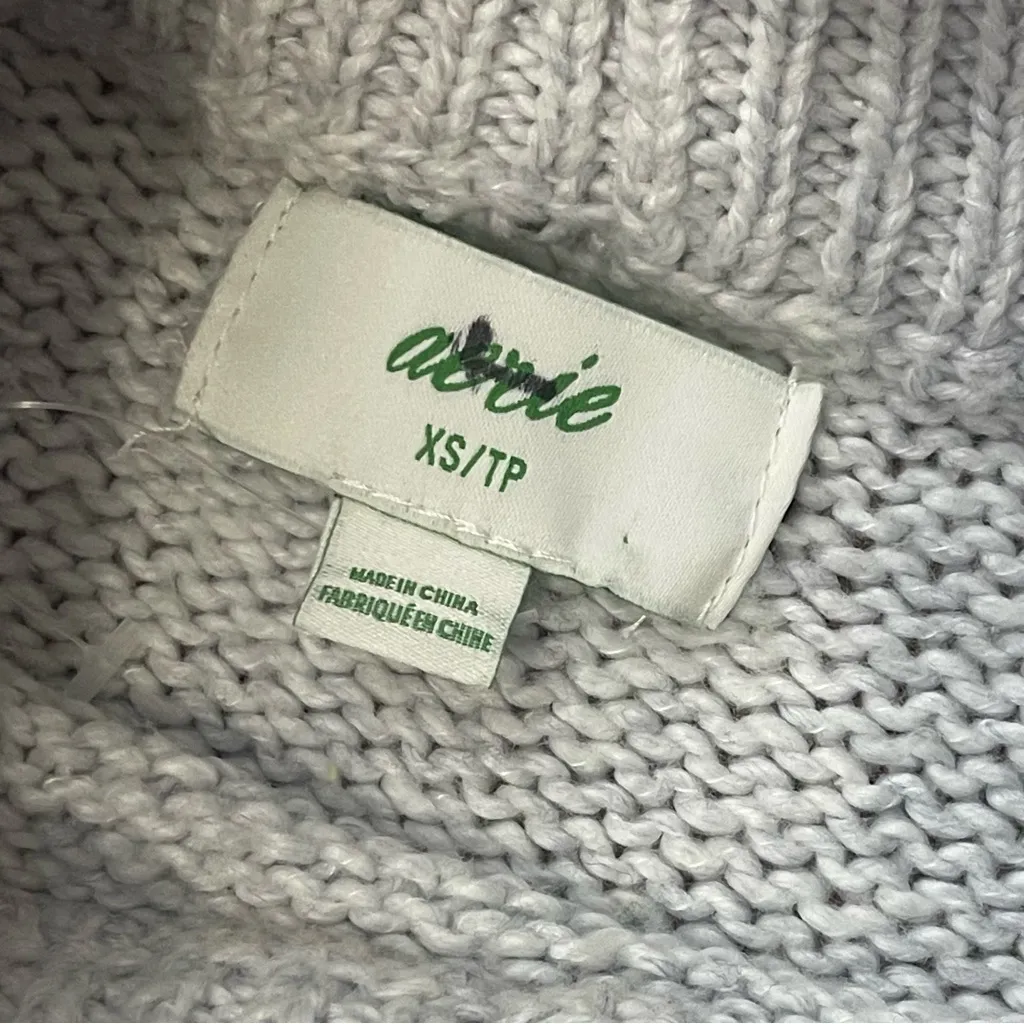 aerie
XS/TP
MADE IN CHINA
FABRIQUÉ EN CHINE